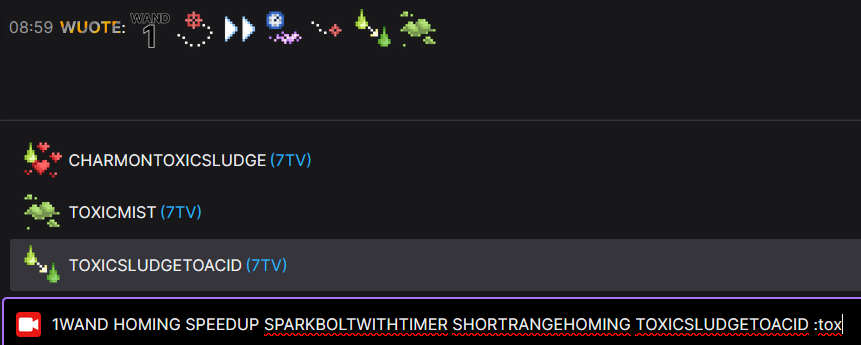 08:59 WUOTE: WAND 1
CHARMONTOXICSLUDGE (7TV)
TOXICMIST (7TV)
TOXICSLUDGETOACID (7TV)
1WAND HOMING SPEEDUP SPARKBOLTWITHTIMER SHORTRANGEHOMING TOXICSLUDGETOACID :tox